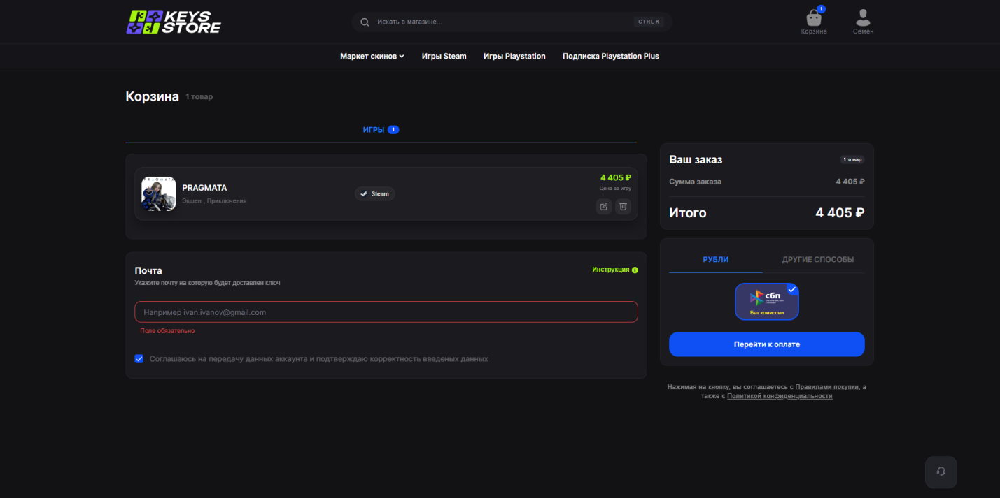 KEYS
STORE
Искать в магазине...
CTRL K
1
Корзина
Семён
Маркет скинов
Игры Steam
Игры Playstation
Подписка Playstation Plus
Корзина 1 товар
ИГРЫ 1
PRAGMATA
PRAGMATA
Экшен , Приключения
Steam
4 405 ₽
Цена за игру
Ваш заказ 1 товар
Сумма заказа 4 405 ₽
Итого 4 405 ₽
Почта
Инструкция
Укажите почту на которую будет доставлен ключ
Например ivan.ivanov@gmail.com
Поле обязательно
Соглашаюсь на передачу данных аккаунта и подтверждаю корректность введеных данных
РУБЛИ
ДРУГИЕ СПОСОБЫ
сбп
Без комиссии
Перейти к оплате
Нажимая на кнопку, вы соглашаетесь с Правилами покупки, а
также с Политикой конфиденциальности